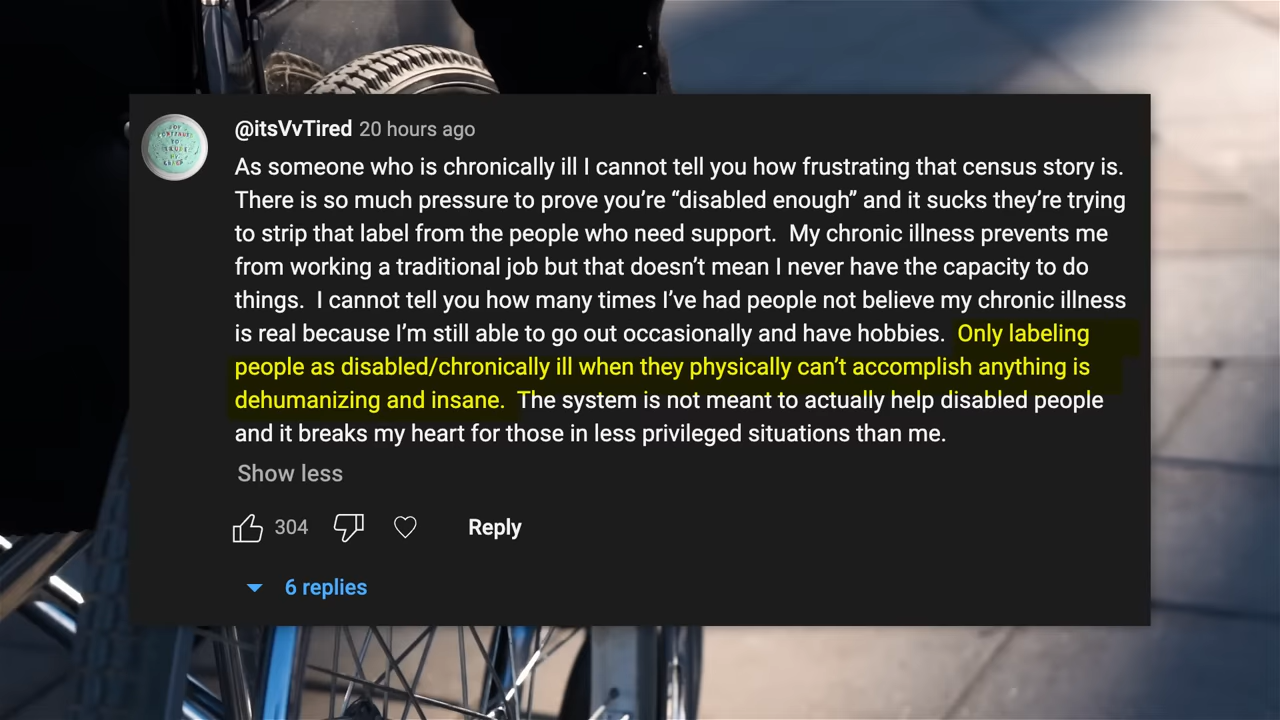 @itsVvTired 20 hours ago
As someone who is chronically ill I cannot tell you how frustrating that census story is.
There is so much pressure to prove you’re “disabled enough” and it sucks they’re trying
to strip that label from the people who need support.  My chronic illness prevents me
from working a traditional job but that doesn’t mean I never have the capacity to do
things.  I cannot tell you how many times I’ve had people not believe my chronic illness
is real because I’m still able to go out occasionally and have hobbies.  Only labeling
people as disabled/chronically ill when they physically can’t accomplish anything is
dehumanizing and insane.  The system is not meant to actually help disabled people
and it breaks my heart for those in less privileged situations than me.
Show less
304 Reply
6 replies